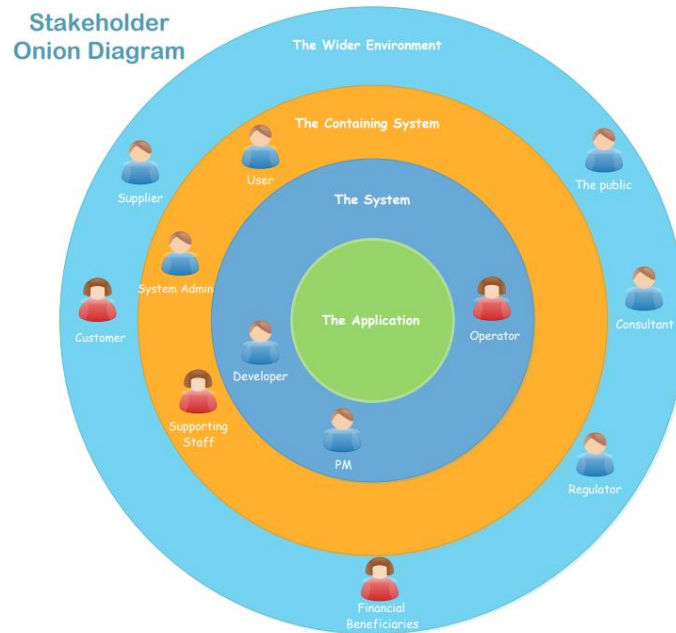 Stakeholder
Onion Diagram
The Wider Environment
The Containing System
User
Supplier
The public
The System
System Admin
Customer
The Application
Operator
Consultant
Developer
Supporting
Staff
PM
Regulator
Financial
Beneficiaries